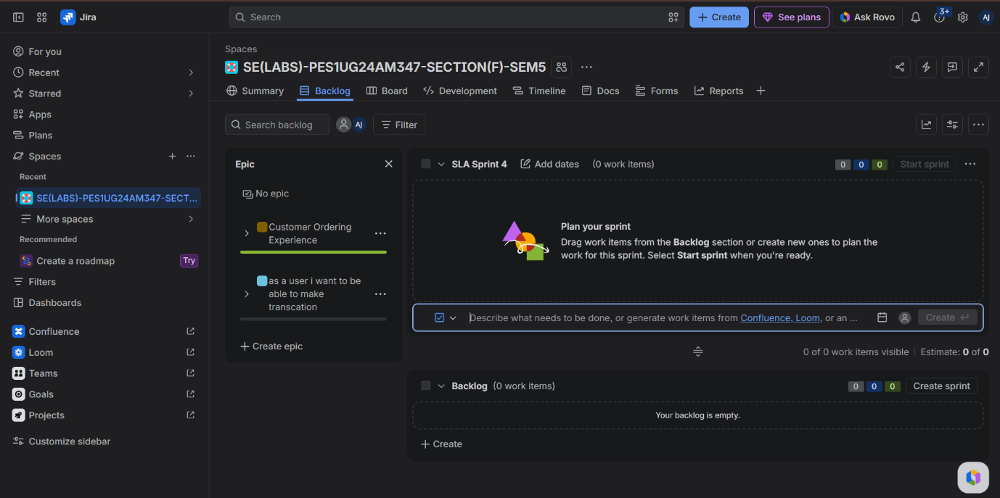 Jira
Search
Create
See plans
Ask Rovo
3+
AJ
For you
Recent
Starred
Apps
Plans
Spaces
Recent
SE(LABS)-PES1UG24AM347-SECT...
More spaces
Recommended
Create a roadmap
Try
Filters
Dashboards
Confluence
Loom
Teams
Goals
Projects
Customize sidebar
Spaces
SE(LABS)-PES1UG24AM347-SECTION(F)-SEM5
Summary
Backlog
Board
Development
Timeline
Docs
Forms
Reports
Search backlog
AJ
Filter
Epic
No epic
Customer Ordering
Experience
as a user i want to be
able to make
transcation
Create epic
SLA Sprint 4
Add dates
(0 work items)
0 0 0
Start sprint
Plan your sprint
Drag work items from the Backlog section or create new ones to plan the
work for this sprint. Select Start sprint when you're ready.
Describe what needs to be done, or generate work items from Confluence, Loom, or an ...
Create
0 of 0 work items visible
Estimate: 0 of 0
Backlog (0 work items)
0 0 0
Create sprint
Your backlog is empty.
Create